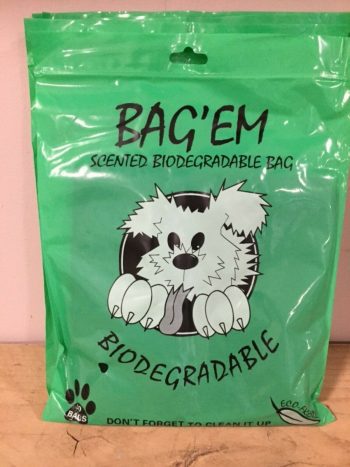 BAG'EM
SCENTED BIODEGRADABLE BAG
BIODEGRADABLE
BAGS
DON'T FORGET TO CLEAN IT UP